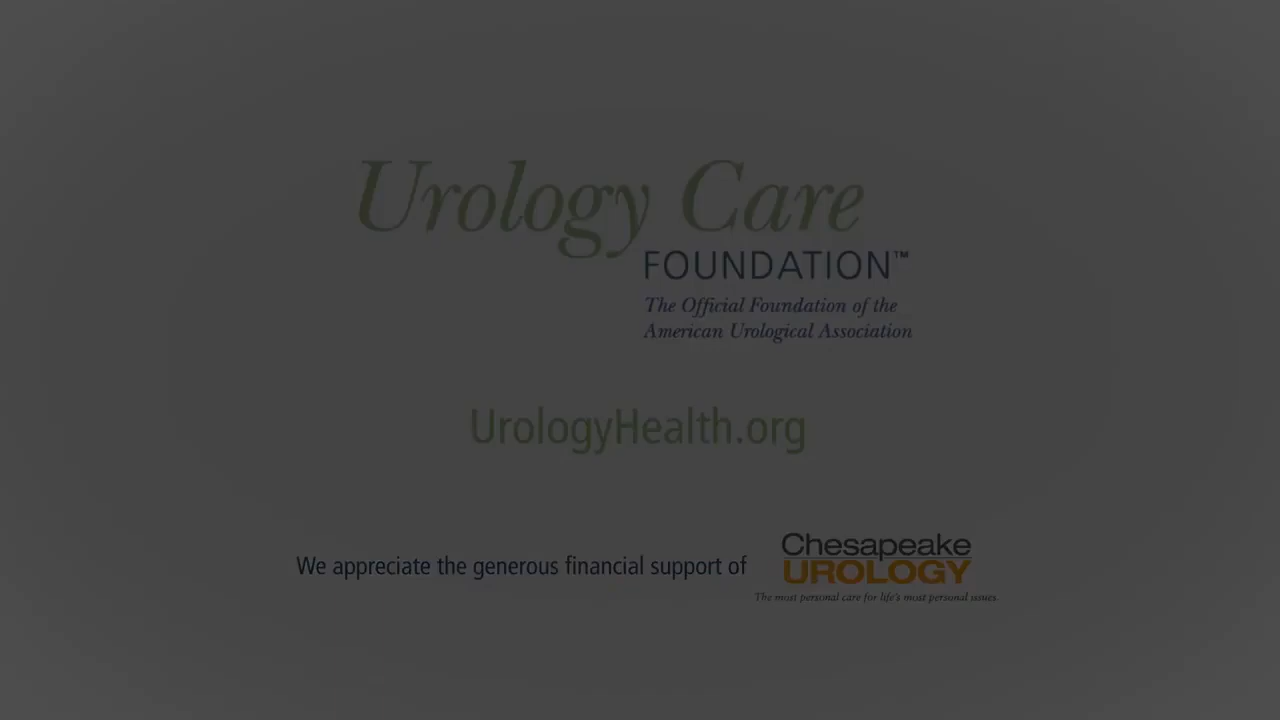 Urology Care
FOUNDATION™
The Official Foundation of the
American Urological Association
UrologyHealth.org
We appreciate the generous financial support of
Chesapeake
UROLOGY
The most personal care for life's most personal issues.